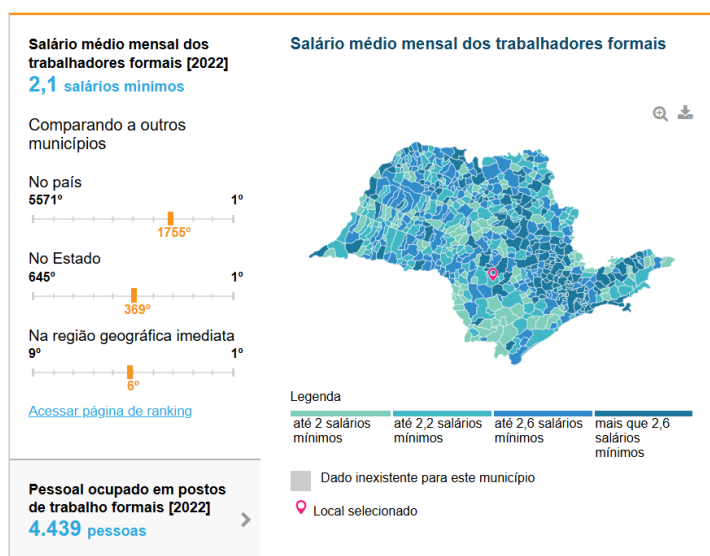 Salário médio mensal dos
trabalhadores formais [2022]
2,1 salários mínimos
Comparando a outros
municípios
No país
5571º 1º
1755º
No Estado
645º 1º
369º
Na região geográfica imediata
9º 1º
6º
Acessar página de ranking
Pessoal ocupado em postos
de trabalho formais [2022]
4.439 pessoas
Salário médio mensal dos trabalhadores formais
Legenda
até 2 salários
mínimos
até 2,2 salários
mínimos
até 2,6 salários
mínimos
mais que 2,6
salários
mínimos
Dado inexistente para este município
Local selecionado